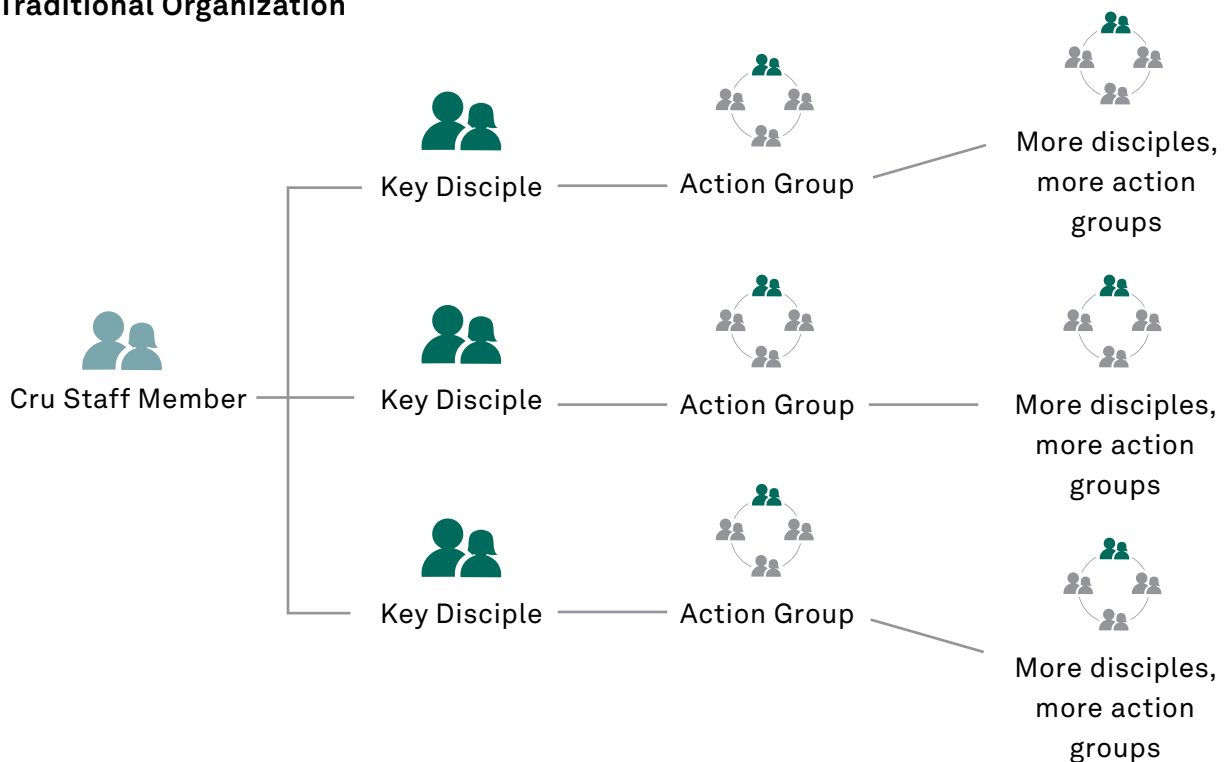 Traditional Organization
Key Disciple
Action Group
More disciples,
more action
groups
Cru Staff Member
Key Disciple
Action Group
More disciples,
more action
groups
Key Disciple
Action Group
More disciples,
more action
groups